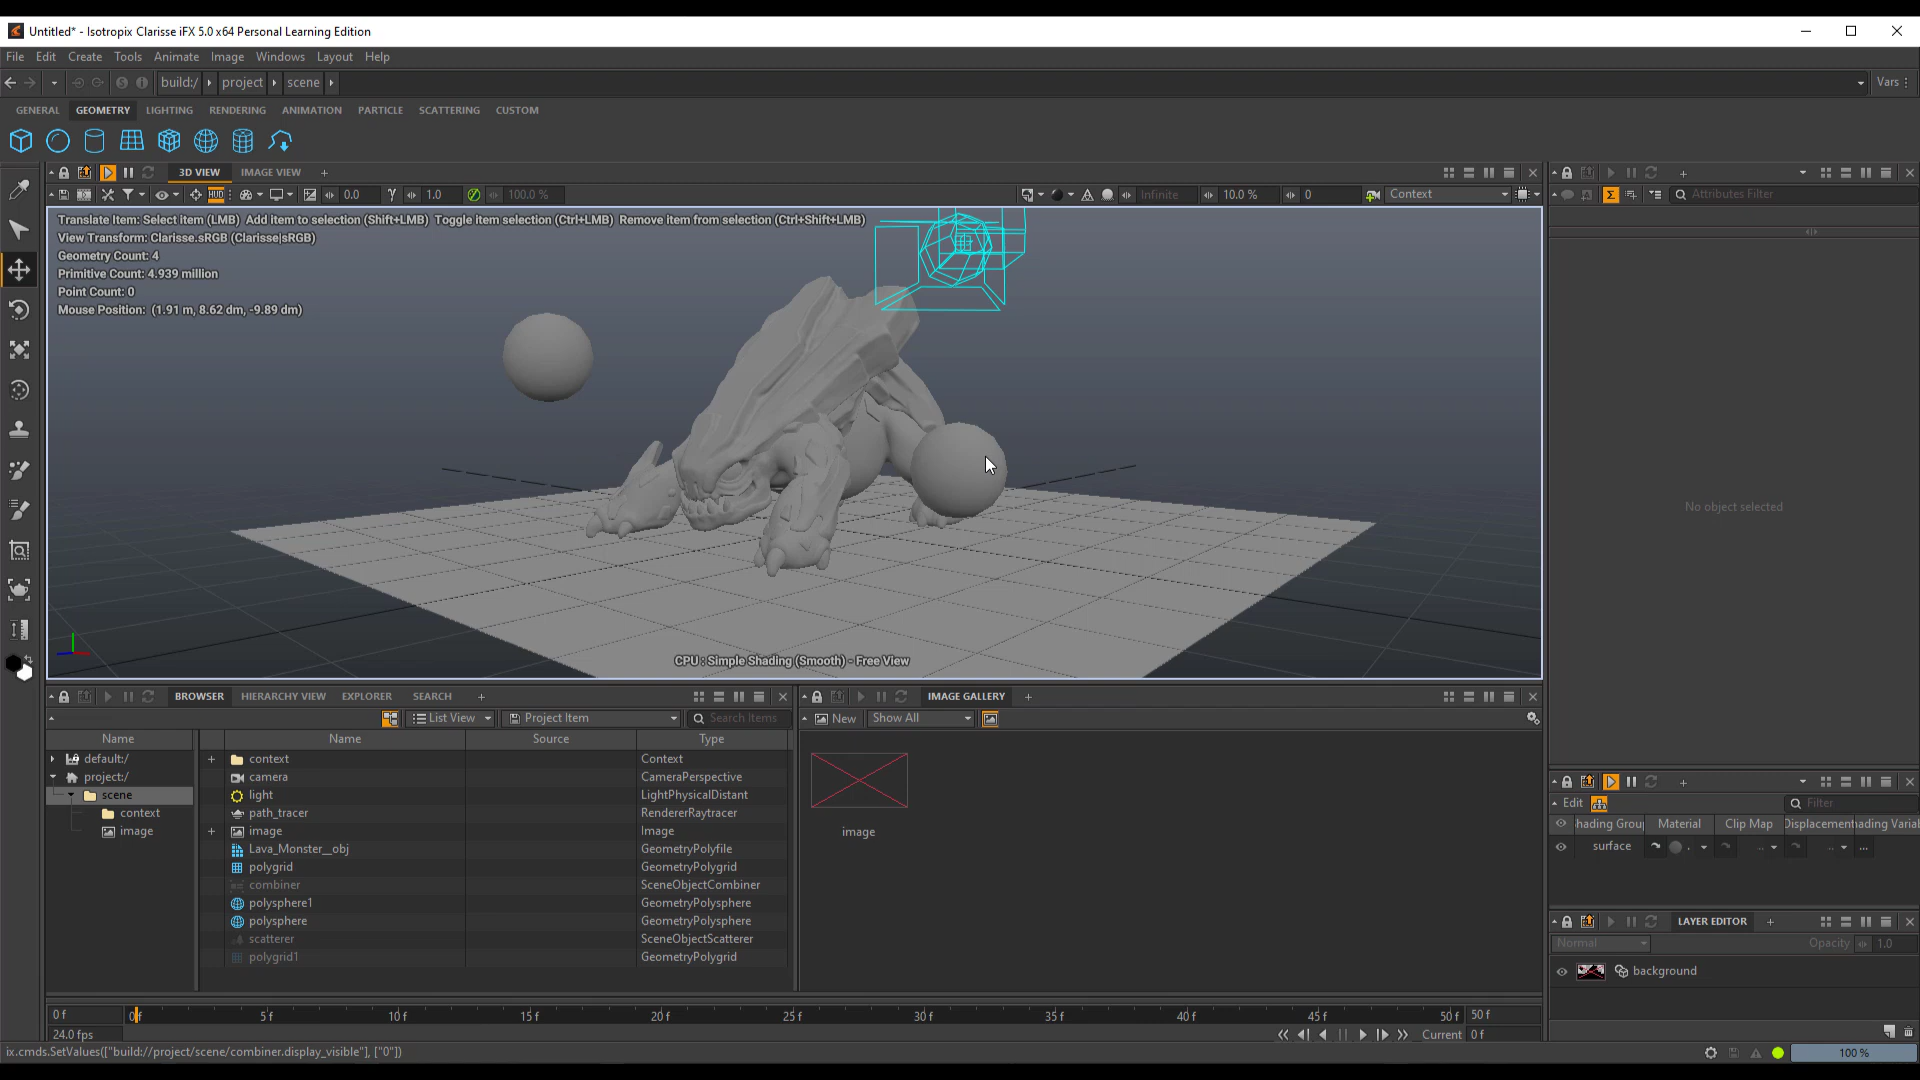 Untitled* - Isotropix Clarisse iFX 5.0 x64 Personal Learning Edition
File Edit Create Tools Animate Image Windows Layout Help
build:/ project scene Vars
GENERAL GEOMETRY LIGHTING RENDERING ANIMATION PARTICLE SCATTERING CUSTOM
3D VIEW IMAGE VIEW +
HUD 0.0 γ 1.0 100.0 % Infinite 10.0 % 0 Context Attributes Filter
Translate Item: Select item (LMB) Add item to selection (Shift+LMB) Toggle item selection (Ctrl+LMB) Remove item from selection (Ctrl+Shift+LMB)
View Transform: Clarisse.sRGB (Clarisse|sRGB)
Geometry Count: 4
Primitive Count: 4.939 million
Point Count: 0
Mouse Position: (1.91 m, 8.62 dm, -9.89 dm)
No object selected
CPU : Simple Shading (Smooth) - Free View
BROWSER HIERARCHY VIEW EXPLORER SEARCH + IMAGE GALLERY +
List View Project Item Search Items New Show All
Name Name Source Type
default:/ context Context
project:/ camera CameraPerspective
scene light LightPhysicalDistant
context path_tracer RendererRaytracer
image image Image
Lava_Monster__obj GeometryPolyfile
polygrid GeometryPolygrid
combiner SceneObjectCombiner
polysphere1 GeometryPolysphere
polysphere GeometryPolysphere
scatterer SceneObjectScatterer
polygrid1 GeometryPolygrid
image
Edit Filter
hading Grou Material Clip Map Displacement hading Variab
surface . .. .. ...
LAYER EDITOR +
Normal Opacity 1.0
background
0 f 0f 5 f 10 f 15 f 20 f 25 f 30 f 35 f 40 f 45 f 50 f 50 f
24.0 fps Current 0 f
ix.cmds.SetValues(["build://project/scene/combiner.display_visible"], ["0"]) 100 %